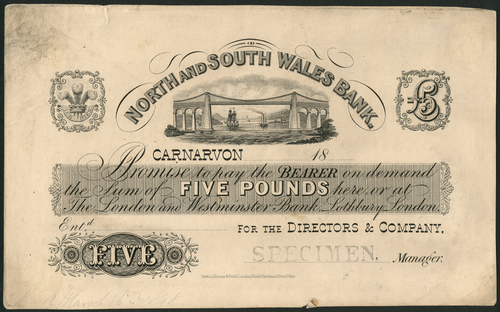 THE
NORTH AND SOUTH WALES BANK.
£5
CARNARVON 18
Promise to pay the BEARER on demand
the Sum of FIVE POUNDS here, or at
The London and Westminster Bank, Lothbury, London.
Entd
FOR THE DIRECTORS & COMPANY,
FIVE
SPECIMEN.
Manager.